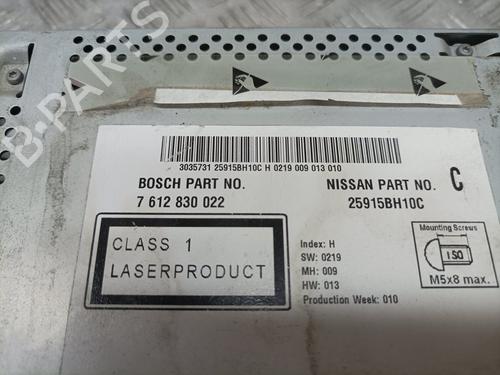 3035731 25915BH10C H 0219 009 013 010
BOSCH PART NO.
7 612 830 022
NISSAN PART NO.
25915BH10C
C
CLASS 1
LASERPRODUCT
Index: H
SW: 0219
MH: 009
HW: 013
Production Week: 010
Mounting Screws
ISO
M5x8 max.
B-PARTS